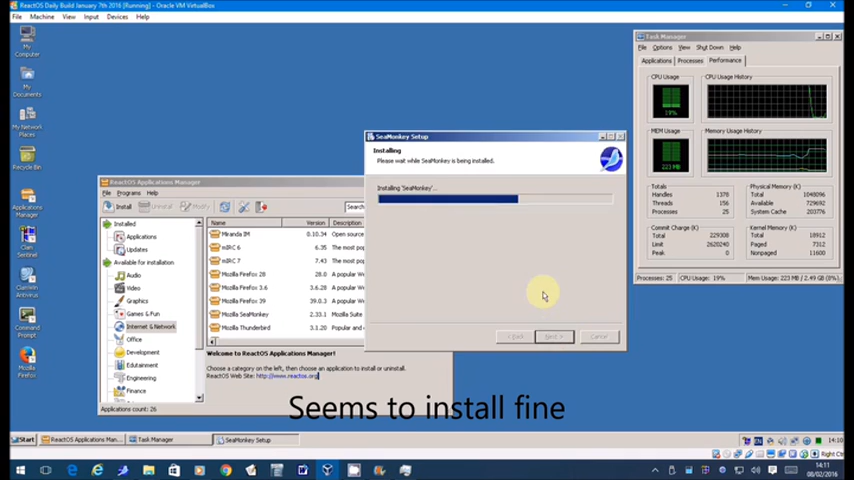 ReactOS Daily Build January 7th 2016 [Running] - Oracle VM VirtualBox
File Machine View Input Devices Help
My Computer
My Documents
My Network Places
Recycle Bin
Applications Manager
Clam Sentinel
ClamWin Antivirus
Command Prompt
Mozilla Firefox
ReactOS Applications Manager
File Programs Help
Install Uninstall Modify
Installed
Applications
Updates
Available for installation
Audio
Video
Graphics
Games & Fun
Internet & Network
Office
Development
Edutainment
Engineering
Finance
Name Version Description
Miranda IM 0.10.34 Open source
mIRC 6 6.35 The most pop
mIRC 7 7.43 The most pop
Mozilla Firefox 28 28.0 A popular W
Mozilla Firefox 3.6 3.6.28 A popular W
Mozilla Firefox 39 39.0.3 A popular W
Mozilla SeaMonkey Mozilla Suite
Mozilla Thunderbird 3.1.20 A popular
Welcome to ReactOS Applications Manager!
Choose a category on the left, then choose an application to install or uninstall.
ReactOS Web Site: http://www.reactos.org
Applications count: 26
SeaMonkey Setup
Installing
Please wait while SeaMonkey is being installed.
Installing 'SeaMonkey'...
< Back Next > Cancel
Task Manager
File Options View Shut Down Help
Applications Processes Performance
CPU Usage CPU Usage History
19%
MEM Usage Memory Usage History
223 MB
Totals
Handles 1378
Threads 156
Processes 25
Physical Memory (K)
Total 1048096
Available 729692
System Cache 203776
Commit Charge (K)
Total 229308
Limit 2620240
Peak 0
Kernel Memory (K)
Total 18912
Paged 7312
Nonpaged 11600
Processes: 25 CPU Usage: 19% Mem Usage: 223 MB / 2.49 GB (8%)
Seems to install fine
Start ReactOS Applications Man... Task Manager SeaMonkey Setup
EN
Right Ctrl
14:11
08/02/2016